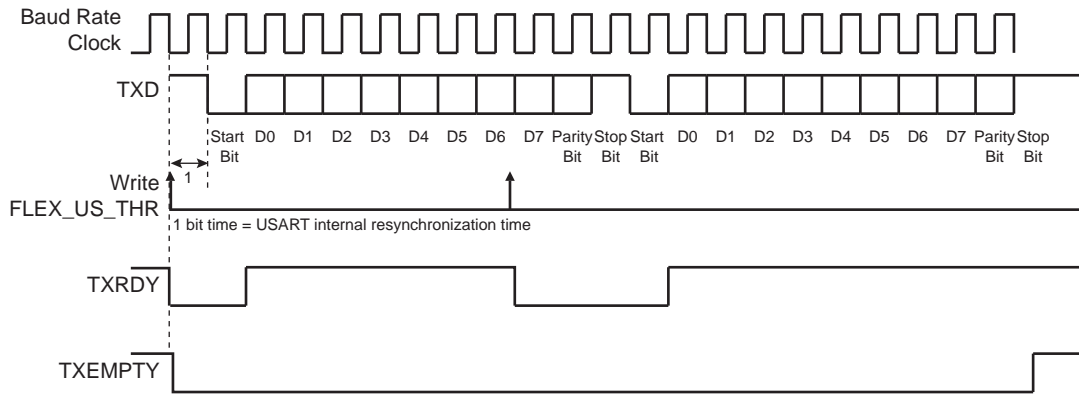 Baud Rate
Clock
TXD
Start D0 D1 D2 D3 D4 D5 D6 D7 Parity Stop Start D0 D1 D2 D3 D4 D5 D6 D7 Parity Stop
Bit Bit Bit Bit Bit Bit
1
Write
FLEX_US_THR
1 bit time = USART internal resynchronization time
TXRDY
TXEMPTY